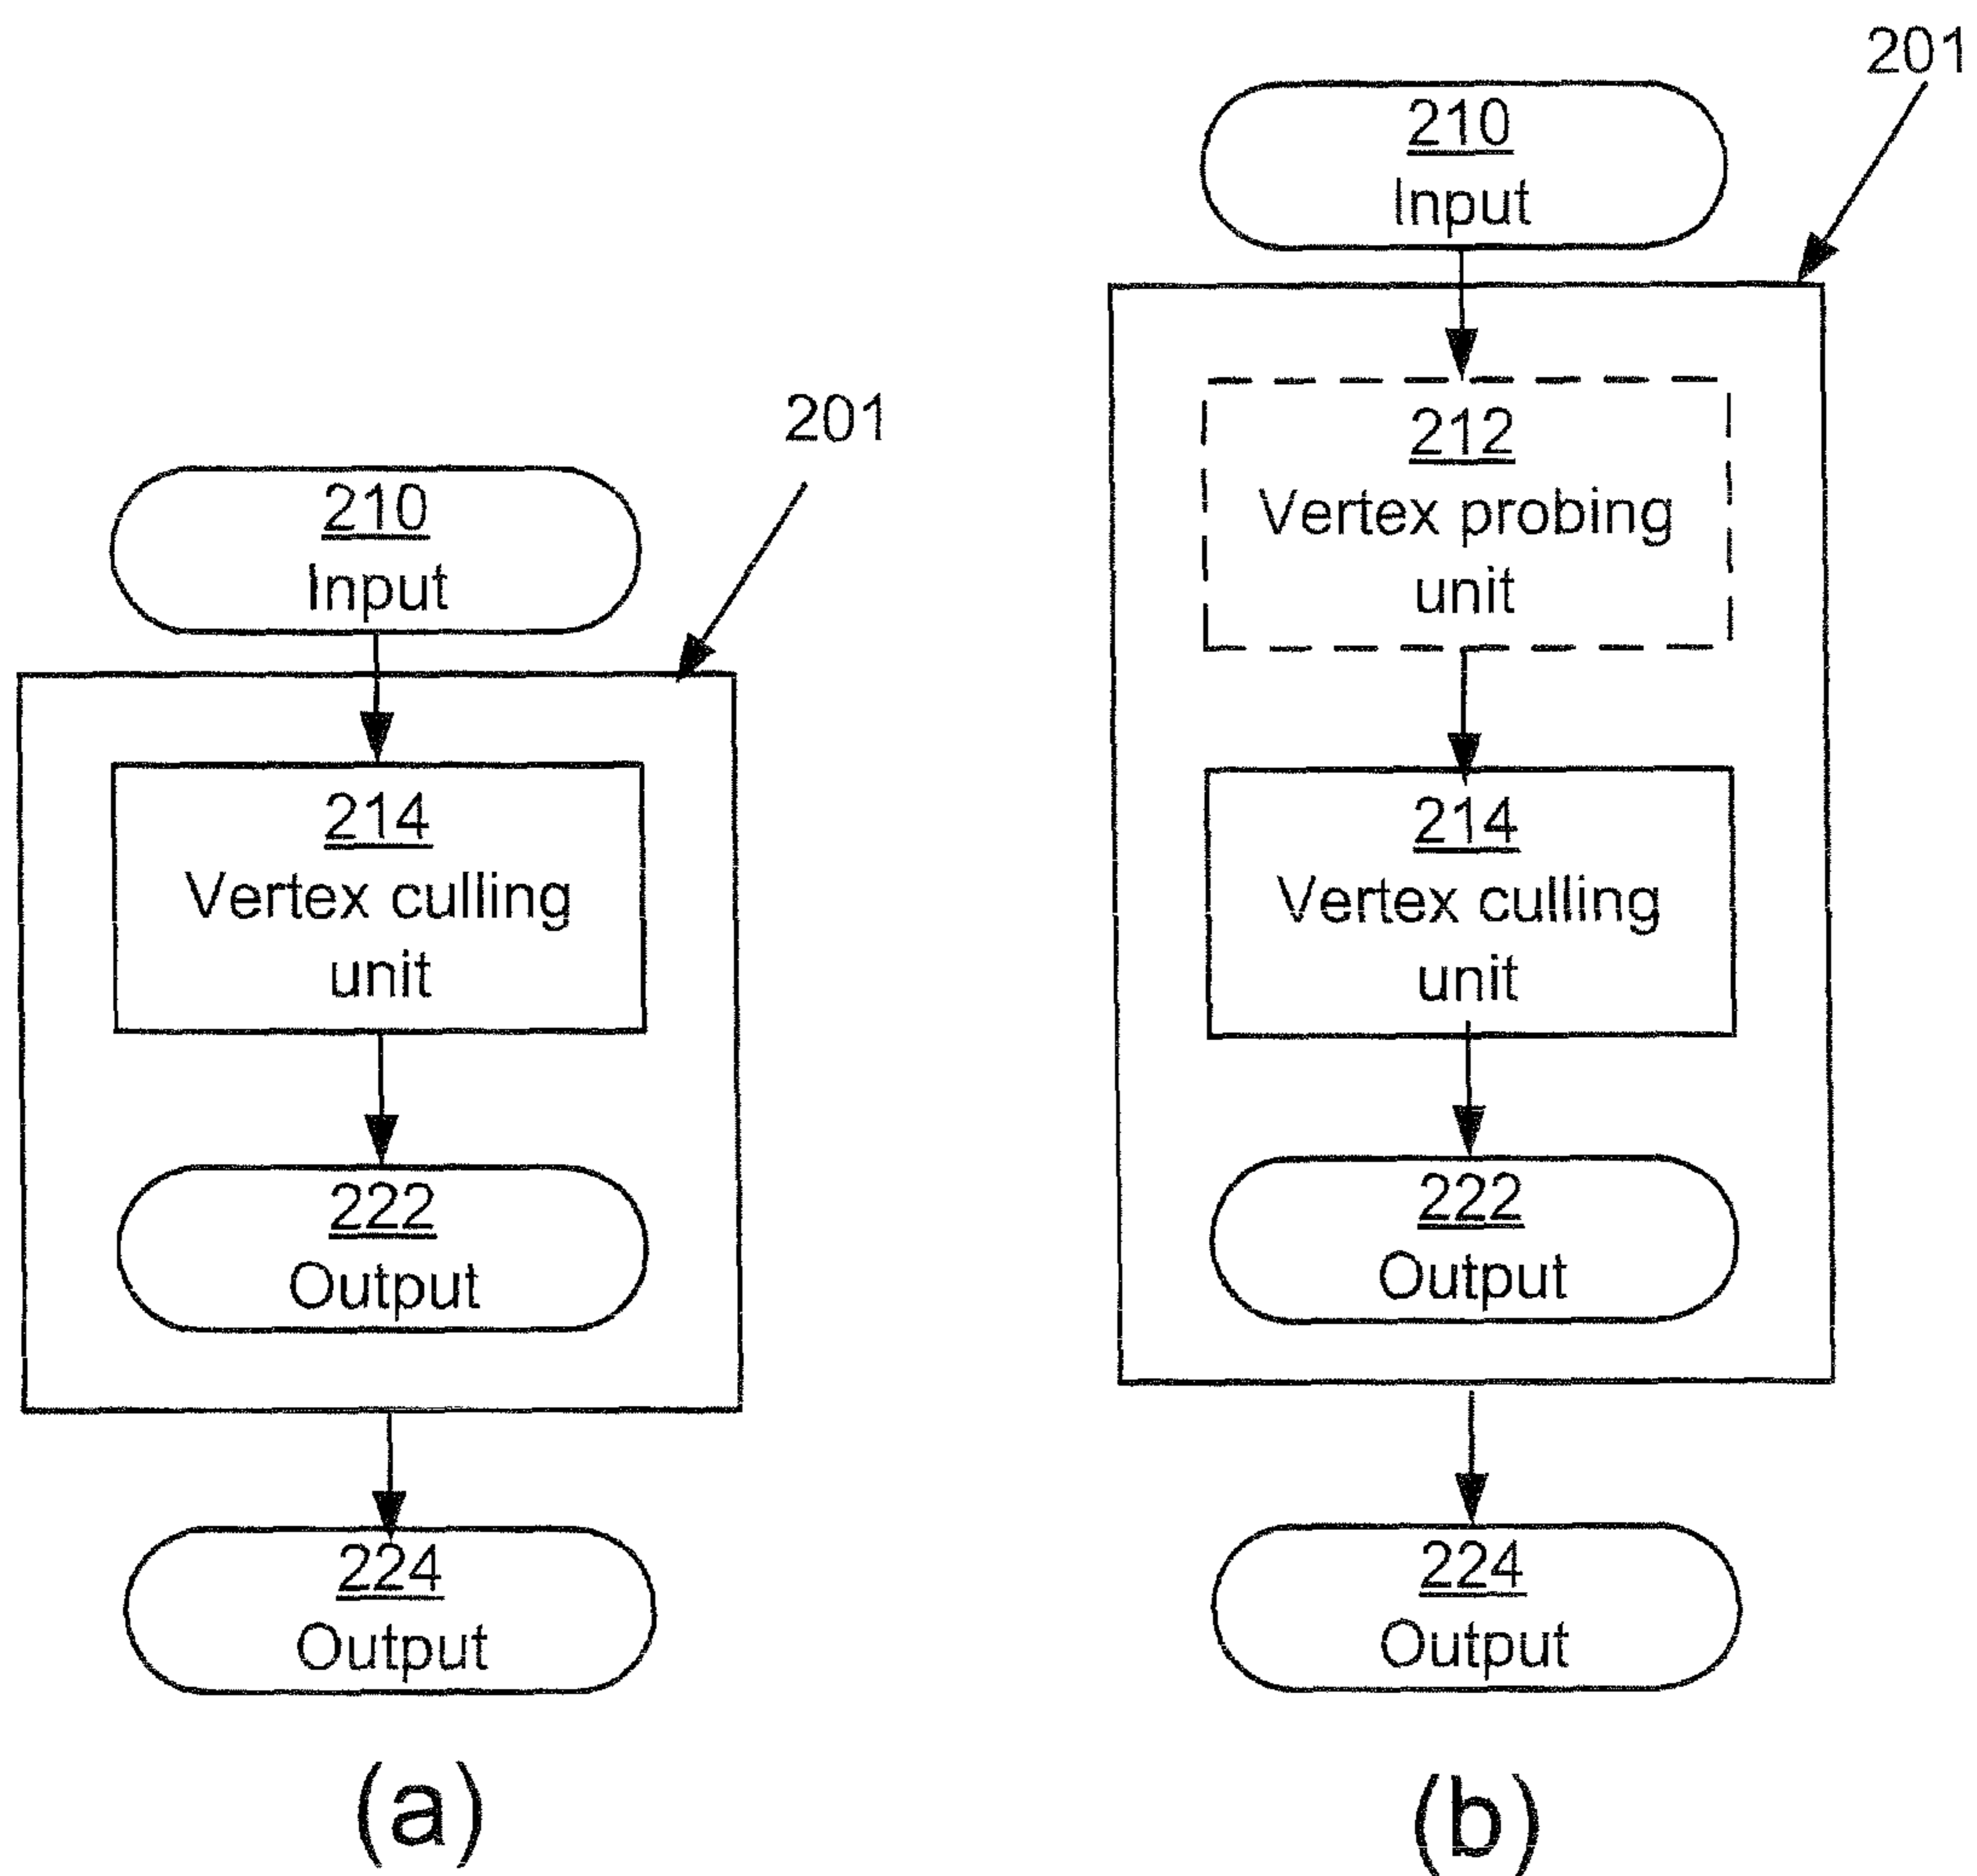 201
210
Input
214
Vertex culling
unit
222
Output
224
Output
(a)
201
210
Input
212
Vertex probing
unit
214
Vertex culling
unit
222
Output
224
Output
(b)